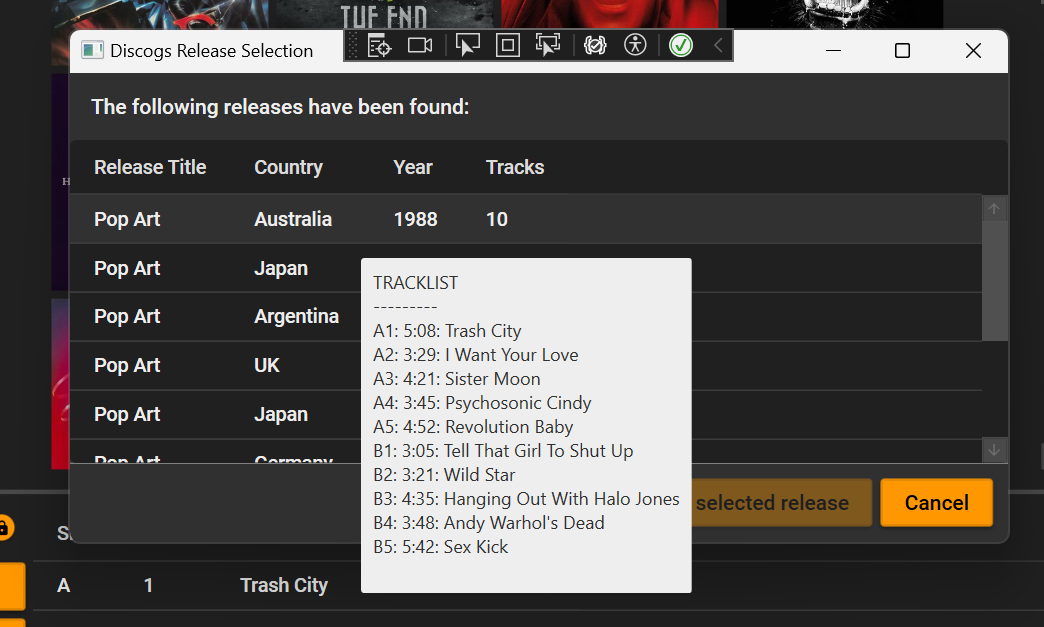 TUF END
Discogs Release Selection
The following releases have been found:
Release Title Country Year Tracks
Pop Art Australia 1988 10
Pop Art Japan
Pop Art Argentina
Pop Art UK
Pop Art Japan
Pop Art Germany
TRACKLIST
---------
A1: 5:08: Trash City
A2: 3:29: I Want Your Love
A3: 4:21: Sister Moon
A4: 3:45: Psychosonic Cindy
A5: 4:52: Revolution Baby
B1: 3:05: Tell That Girl To Shut Up
B2: 3:21: Wild Star
B3: 4:35: Hanging Out With Halo Jones
B4: 3:48: Andy Warhol's Dead
B5: 5:42: Sex Kick
selected release Cancel
A 1 Trash City